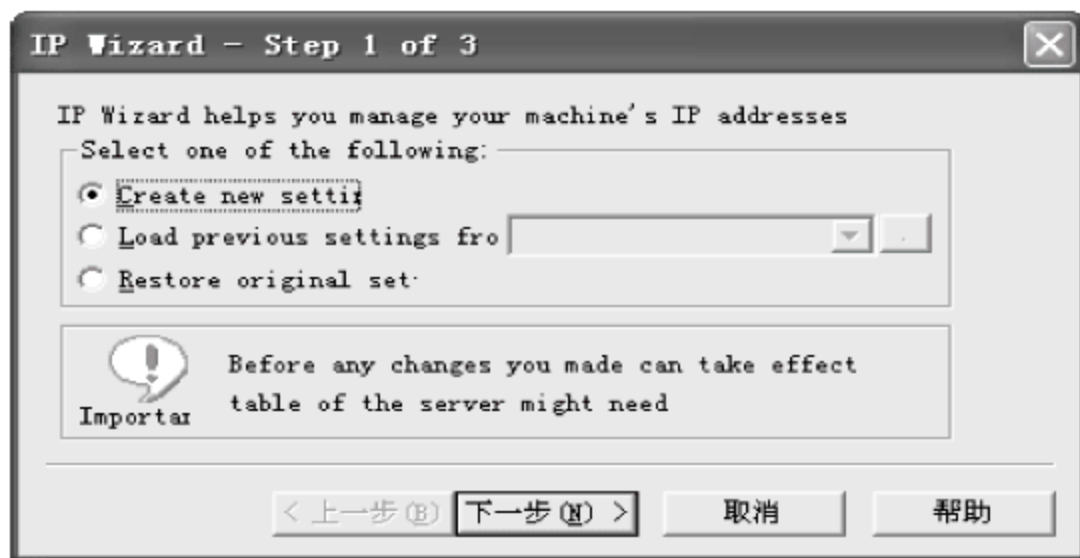 IP Wizard - Step 1 of 3
IP Wizard helps you manage your machine's IP addresses
Select one of the following:
Create new settin
Load previous settings fro
Restore original set
Before any changes you made can take effect
table of the server might need
Importan
< 上一步(B)
下一步(N) >
取消
帮助